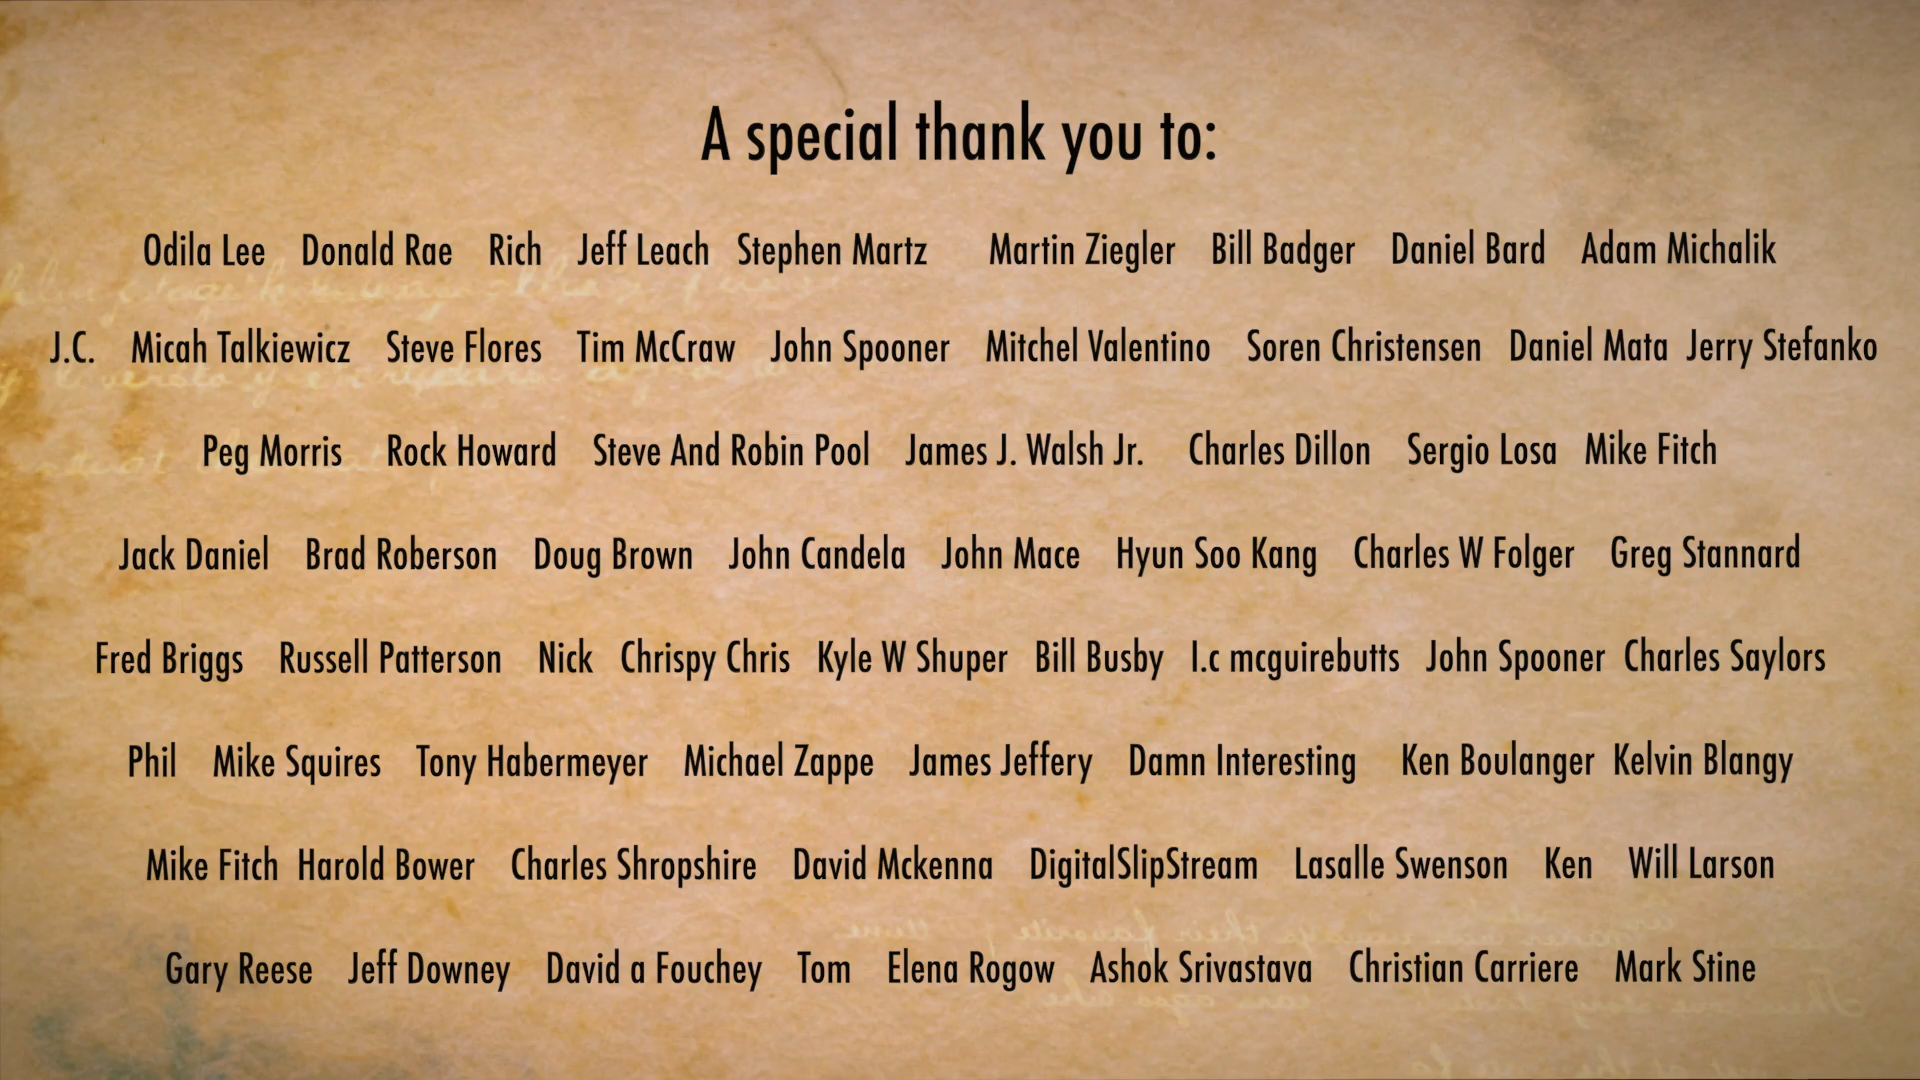 A special thank you to:
Odila Lee Donald Rae Rich Jeff Leach Stephen Martz Martin Ziegler Bill Badger Daniel Bard Adam Michalik
J.C. Micah Talkiewicz Steve Flores Tim McCraw John Spooner Mitchel Valentino Soren Christensen Daniel Mata Jerry Stefanko
Peg Morris Rock Howard Steve And Robin Pool James J. Walsh Jr. Charles Dillon Sergio Losa Mike Fitch
Jack Daniel Brad Roberson Doug Brown John Candela John Mace Hyun Soo Kang Charles W Folger Greg Stannard
Fred Briggs Russell Patterson Nick Chrispy Chris Kyle W Shuper Bill Busby I.c mcguirebutts John Spooner Charles Saylors
Phil Mike Squires Tony Habermeyer Michael Zappe James Jeffery Damn Interesting Ken Boulanger Kelvin Blangy
Mike Fitch Harold Bower Charles Shropshire David Mckenna DigitalSlipStream Lasalle Swenson Ken Will Larson
Gary Reese Jeff Downey David a Fouchey Tom Elena Rogow Ashok Srivastava Christian Carriere Mark Stine